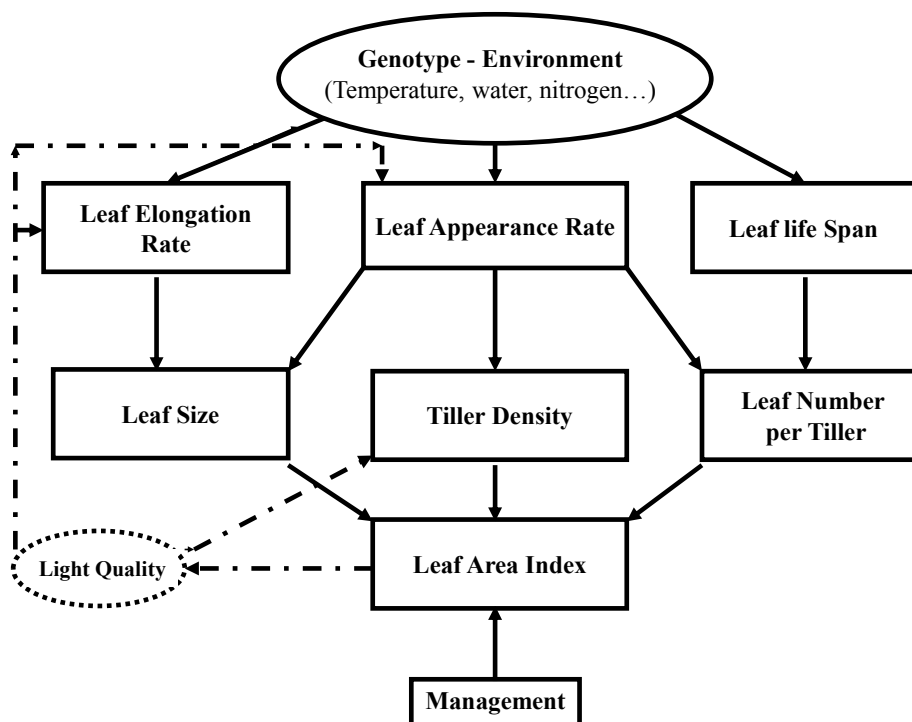 Genotype - Environment
(Temperature, water, nitrogen…)
Leaf Elongation
Rate
Leaf Appearance Rate
Leaf life Span
Leaf Size
Tiller Density
Leaf Number
per Tiller
Light Quality
Leaf Area Index
Management